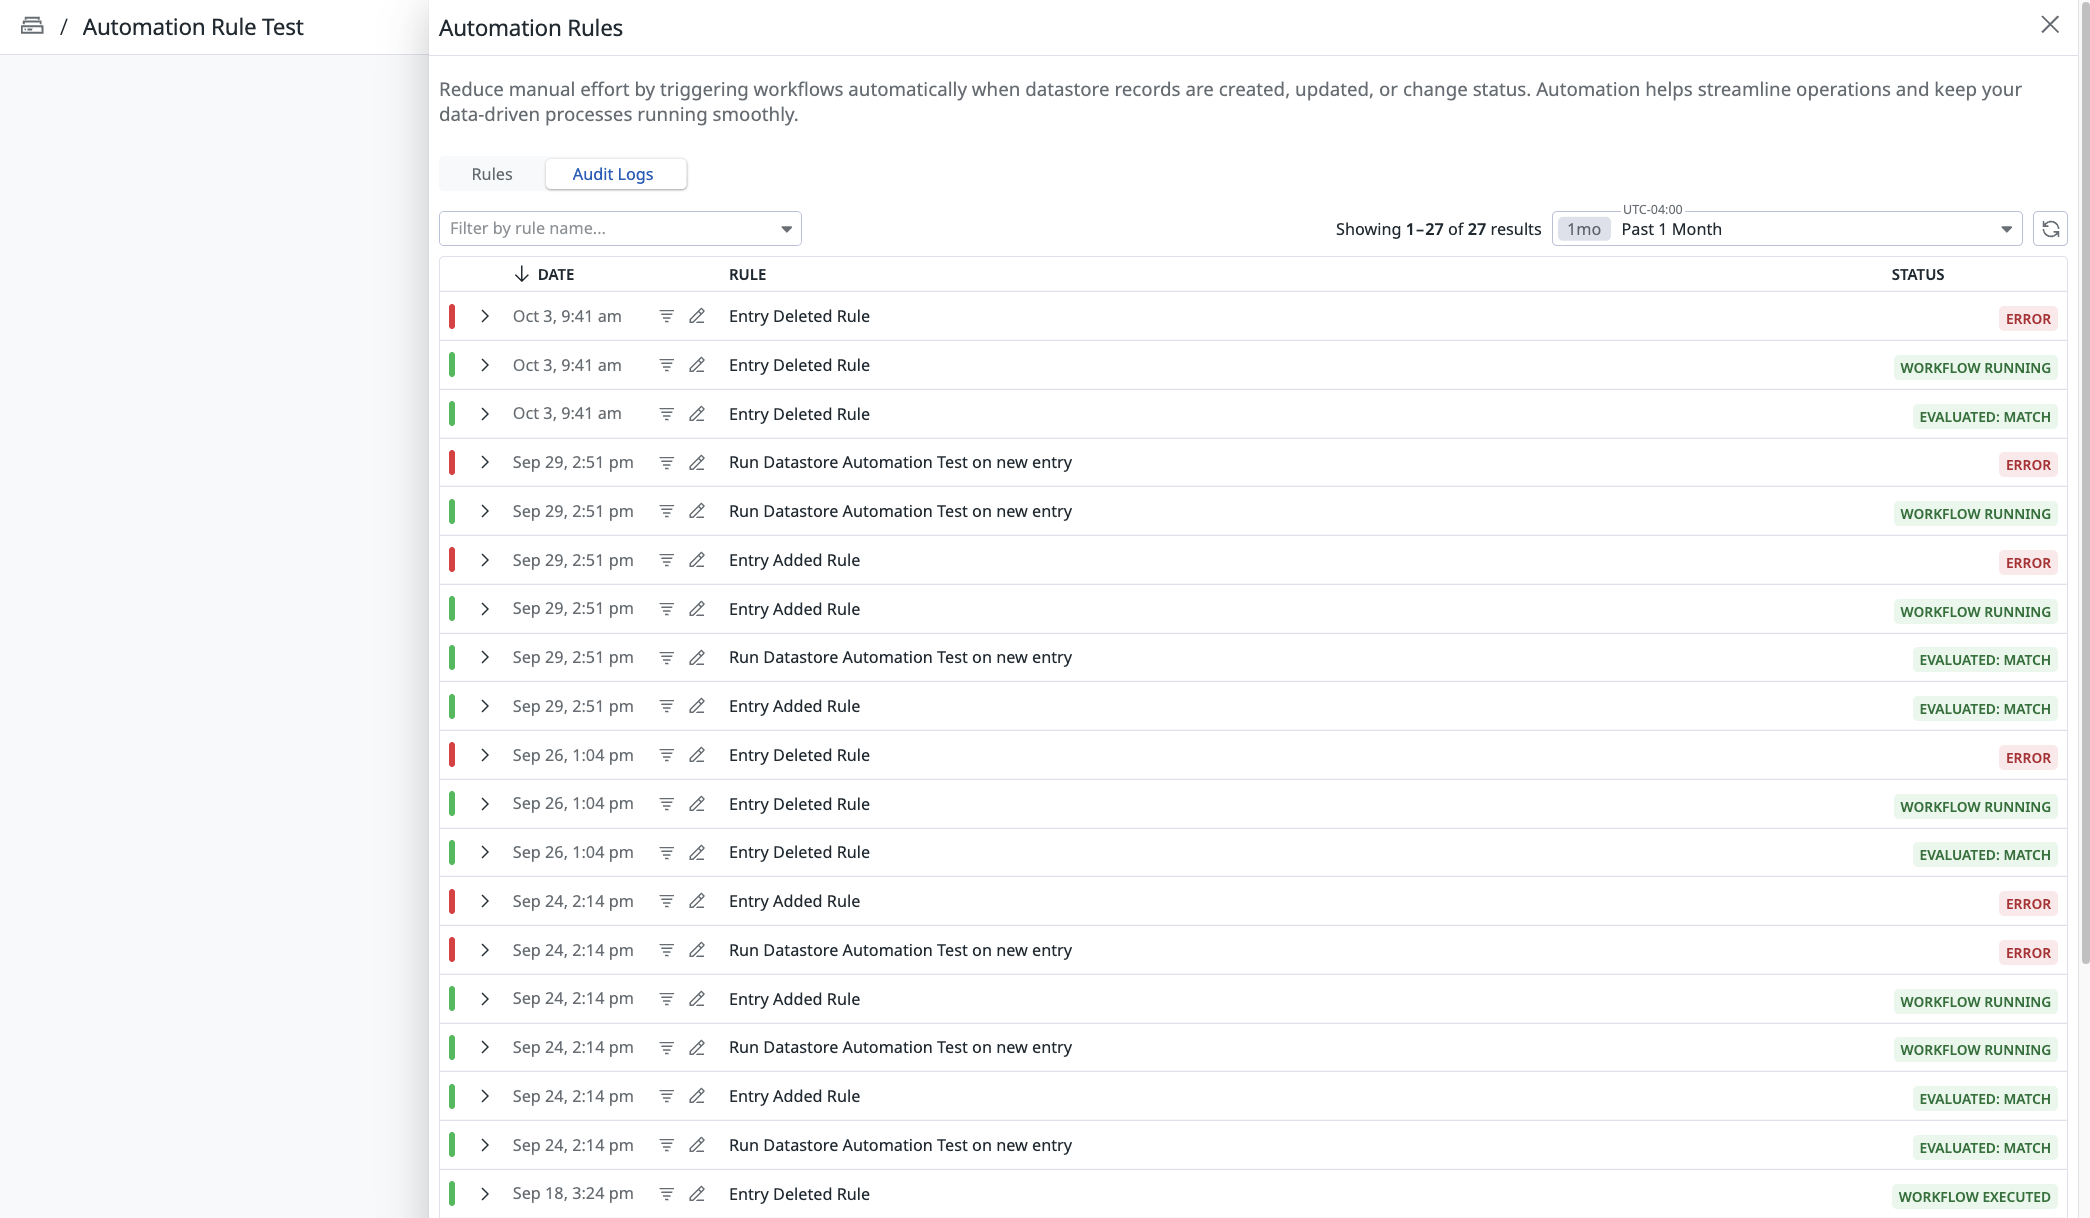 / Automation Rule Test
Automation Rules
Reduce manual effort by triggering workflows automatically when datastore records are created, updated, or change status. Automation helps streamline operations and keep your
data-driven processes running smoothly.
Rules Audit Logs
UTC-04:00
Filter by rule name... Showing 1–27 of 27 results 1mo Past 1 Month
DATE RULE STATUS
Oct 3, 9:41 am Entry Deleted Rule ERROR
Oct 3, 9:41 am Entry Deleted Rule WORKFLOW RUNNING
Oct 3, 9:41 am Entry Deleted Rule EVALUATED: MATCH
Sep 29, 2:51 pm Run Datastore Automation Test on new entry ERROR
Sep 29, 2:51 pm Run Datastore Automation Test on new entry WORKFLOW RUNNING
Sep 29, 2:51 pm Entry Added Rule ERROR
Sep 29, 2:51 pm Entry Added Rule WORKFLOW RUNNING
Sep 29, 2:51 pm Run Datastore Automation Test on new entry EVALUATED: MATCH
Sep 29, 2:51 pm Entry Added Rule EVALUATED: MATCH
Sep 26, 1:04 pm Entry Deleted Rule ERROR
Sep 26, 1:04 pm Entry Deleted Rule WORKFLOW RUNNING
Sep 26, 1:04 pm Entry Deleted Rule EVALUATED: MATCH
Sep 24, 2:14 pm Entry Added Rule ERROR
Sep 24, 2:14 pm Run Datastore Automation Test on new entry ERROR
Sep 24, 2:14 pm Entry Added Rule WORKFLOW RUNNING
Sep 24, 2:14 pm Run Datastore Automation Test on new entry WORKFLOW RUNNING
Sep 24, 2:14 pm Entry Added Rule EVALUATED: MATCH
Sep 24, 2:14 pm Run Datastore Automation Test on new entry EVALUATED: MATCH
Sep 18, 3:24 pm Entry Deleted Rule WORKFLOW EXECUTED